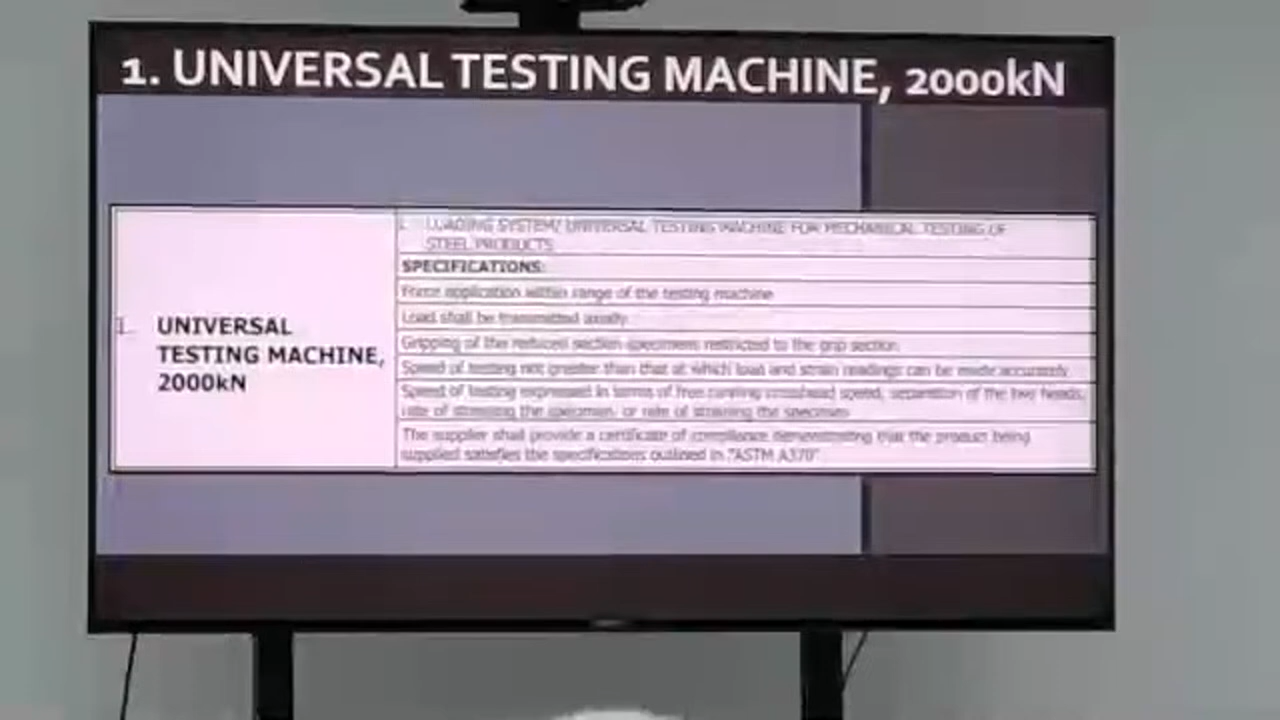 1. UNIVERSAL TESTING MACHINE, 2000kN
1. UNIVERSAL
TESTING MACHINE,
2000kN
LOADING SYSTEM/ UNIVERSAL TESTING MACHINE FOR MECHANICAL TESTING OF
STEEL PRODUCTS
SPECIFICATIONS:
Force application within range of the testing machine
Load shall be transmitted axially
Gripping of the reduced section specimens restricted to the grip section
Speed of testing not greater than that at which load and strain readings can be made accurately
Speed of testing expressed in terms of free running crosshead speed, separation of the two heads,
rate of stressing the specimen, or rate of straining the specimen
The supplier shall provide a certificate of compliance demonstrating that the product being
supplied satisfies the specifications outlined in "ASTM A370"